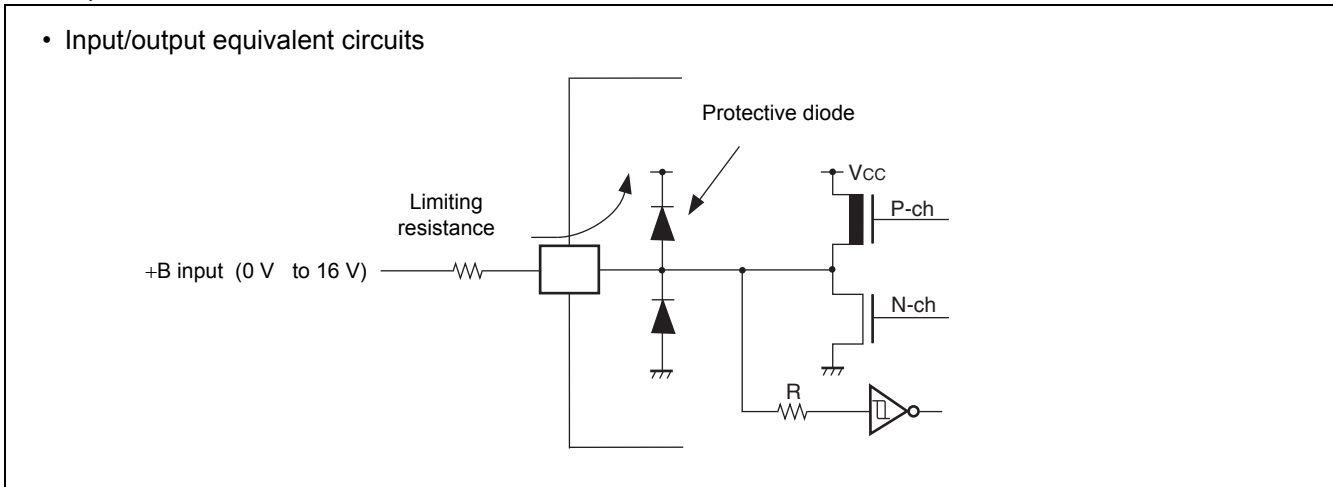 • Input/output equivalent circuits
Protective diode
VCC
Limiting
resistance
P-ch
+B input (0 V to 16 V)
N-ch
R